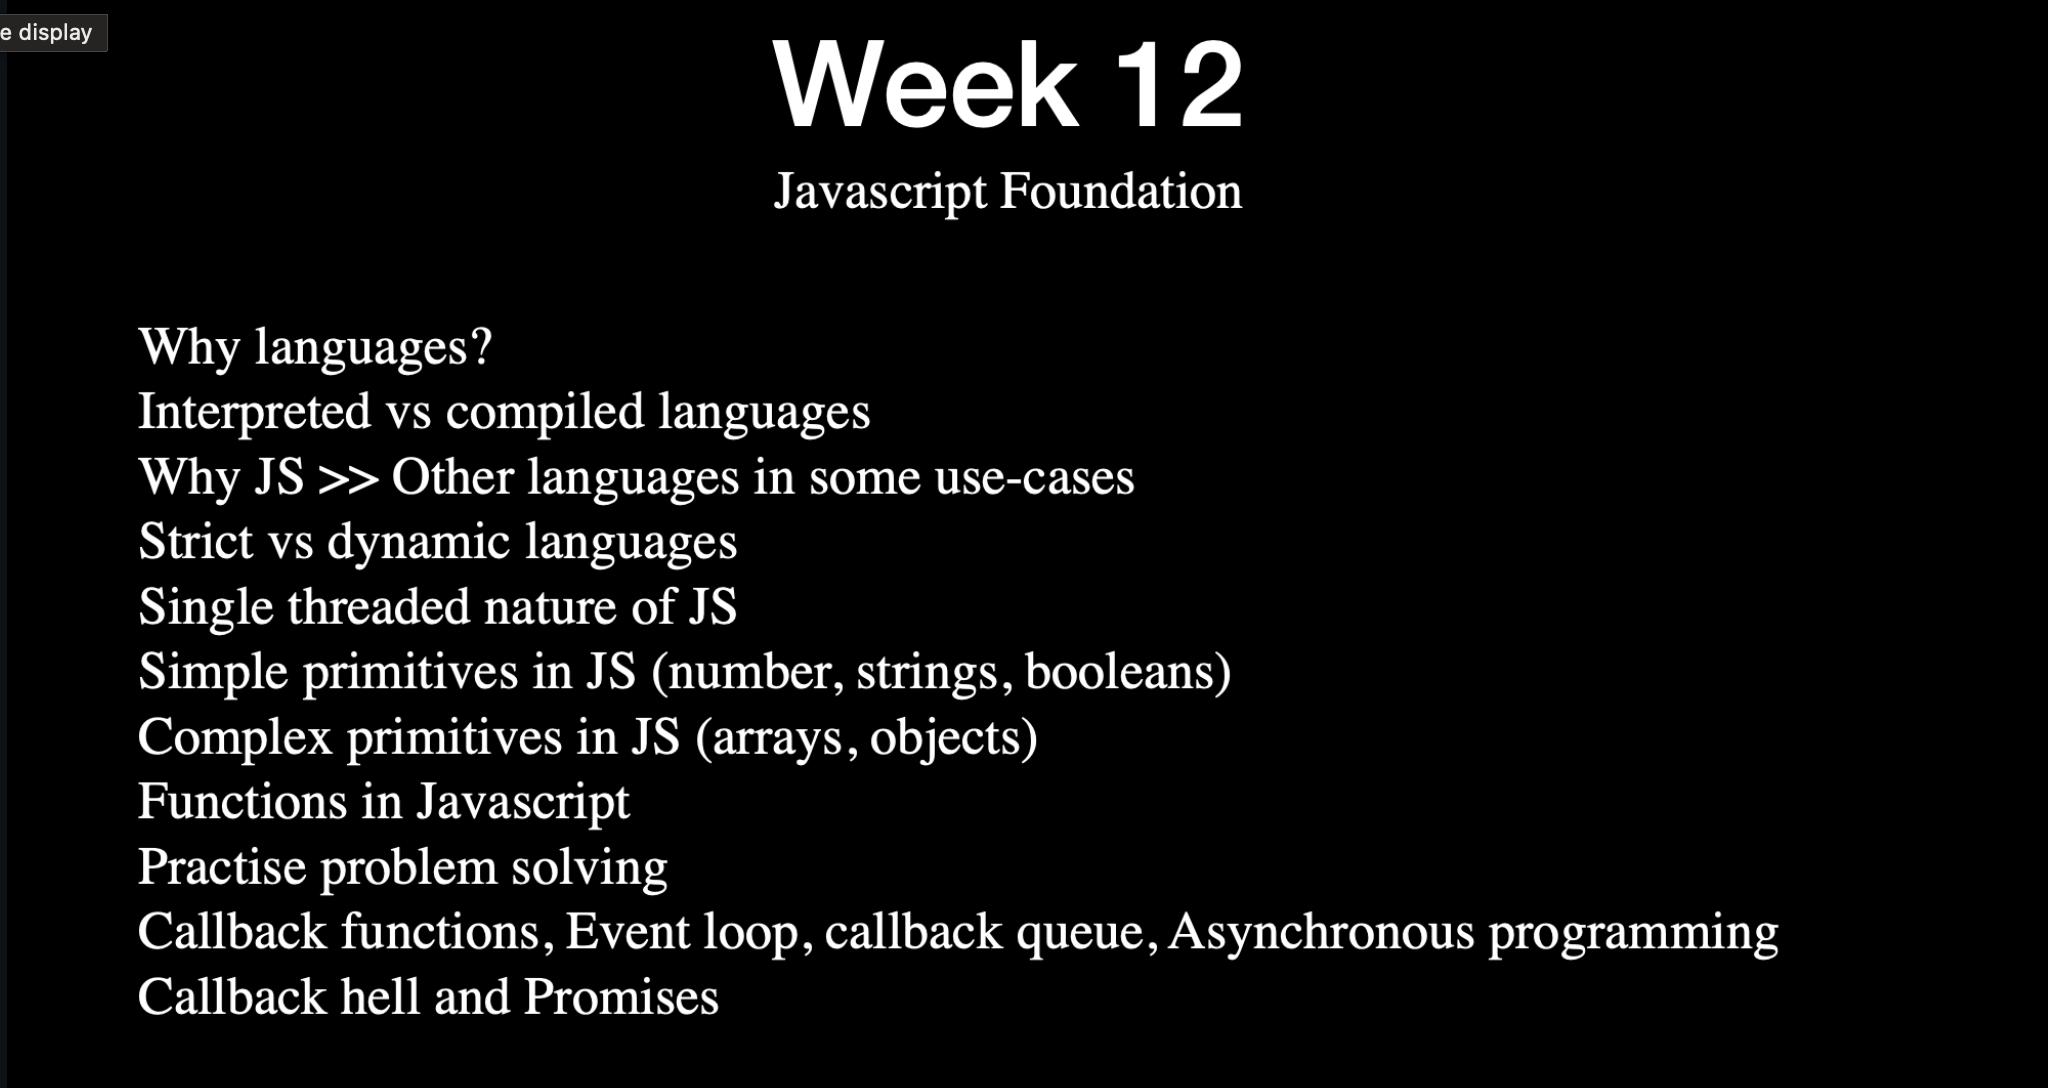 e display
Week 12
Javascript Foundation
Why languages?
Interpreted vs compiled languages
Why JS >> Other languages in some use-cases
Strict vs dynamic languages
Single threaded nature of JS
Simple primitives in JS (number, strings, booleans)
Complex primitives in JS (arrays, objects)
Functions in Javascript
Practise problem solving
Callback functions, Event loop, callback queue, Asynchronous programming
Callback hell and Promises